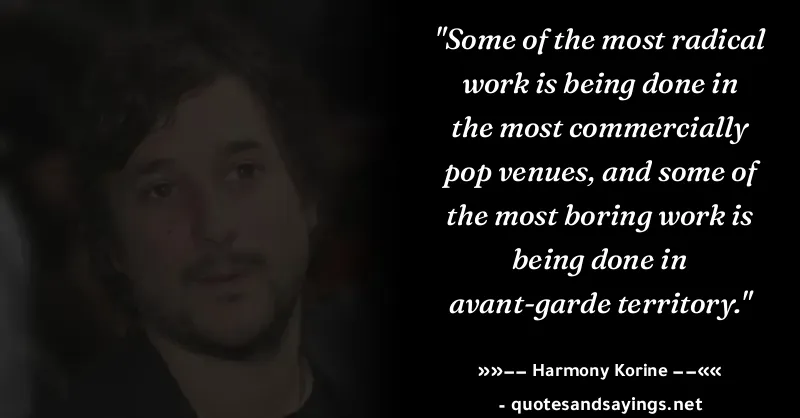 "Some of the most radical
work is being done in
the most commercially
pop venues, and some of
the most boring work is
being done in
avant-garde territory."
»»−− Harmony Korine −−««
- quotesandsayings.net